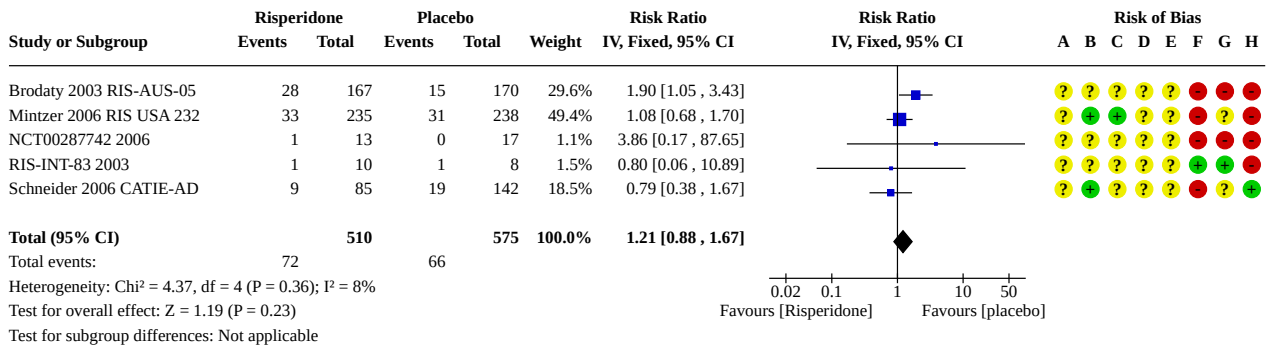 Risperidone Placebo Risk Ratio Risk Ratio Risk of Bias
Study or Subgroup Events Total Events Total Weight IV, Fixed, 95% CI IV, Fixed, 95% CI A B C D E F G H
Brodaty 2003 RIS-AUS-05 28 167 15 170 29.6% 1.90 [1.05 , 3.43] ? ? ? ? ? - - -
Mintzer 2006 RIS USA 232 33 235 31 238 49.4% 1.08 [0.68 , 1.70] ? + + ? ? - ? -
NCT00287742 2006 1 13 0 17 1.1% 3.86 [0.17 , 87.65] ? ? ? ? ? - - -
RIS-INT-83 2003 1 10 1 8 1.5% 0.80 [0.06 , 10.89] ? ? ? ? ? + + -
Schneider 2006 CATIE-AD 9 85 19 142 18.5% 0.79 [0.38 , 1.67] ? + ? ? ? - ? +
Total (95% CI) 510 575 100.0% 1.21 [0.88 , 1.67]
Total events: 72 66
Heterogeneity: Chi² = 4.37, df = 4 (P = 0.36); I² = 8% 0.02 0.1 1 10 50
Test for overall effect: Z = 1.19 (P = 0.23) Favours [Risperidone] Favours [placebo]
Test for subgroup differences: Not applicable